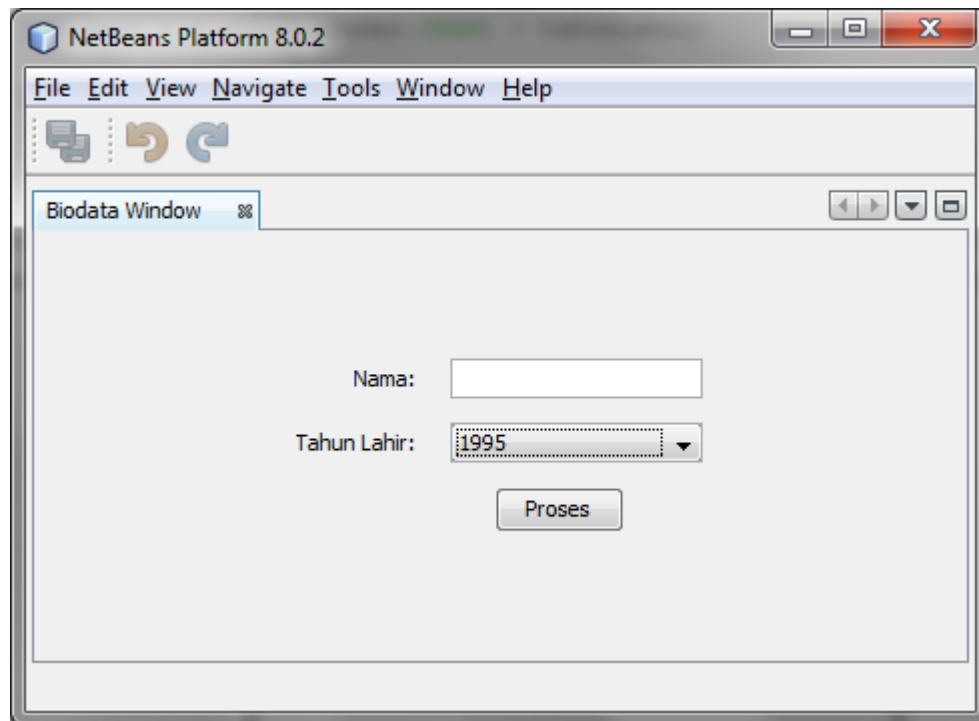 NetBeans Platform 8.0.2
File Edit View Navigate Tools Window Help
Biodata Window
Nama:
Tahun Lahir: 1995
Proses